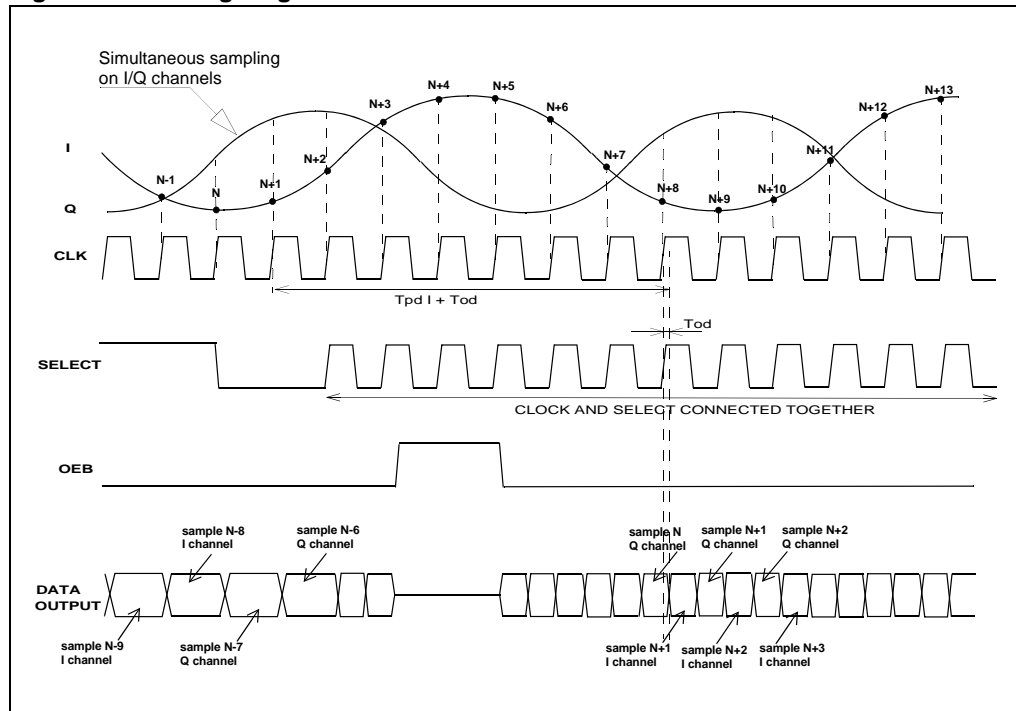 Simultaneous sampling
on I/Q channels
N+4
N+5
N+13
N+3
N+6
N+12
I
N+2
N+7
N+11
N-1
N
N+1
N+8
N+10
Q
N+9
CLK
Tpd I + Tod
Tod
SELECT
CLOCK AND SELECT CONNECTED TOGETHER
OEB
sample N-8
I channel
sample N-6
Q channel
sample N
Q channel
sample N+1
Q channel
sample N+2
Q channel
DATA
OUTPUT
sample N-9
I channel
sample N-7
Q channel
sample N+1
I channel
sample N+2
I channel
sample N+3
I channel